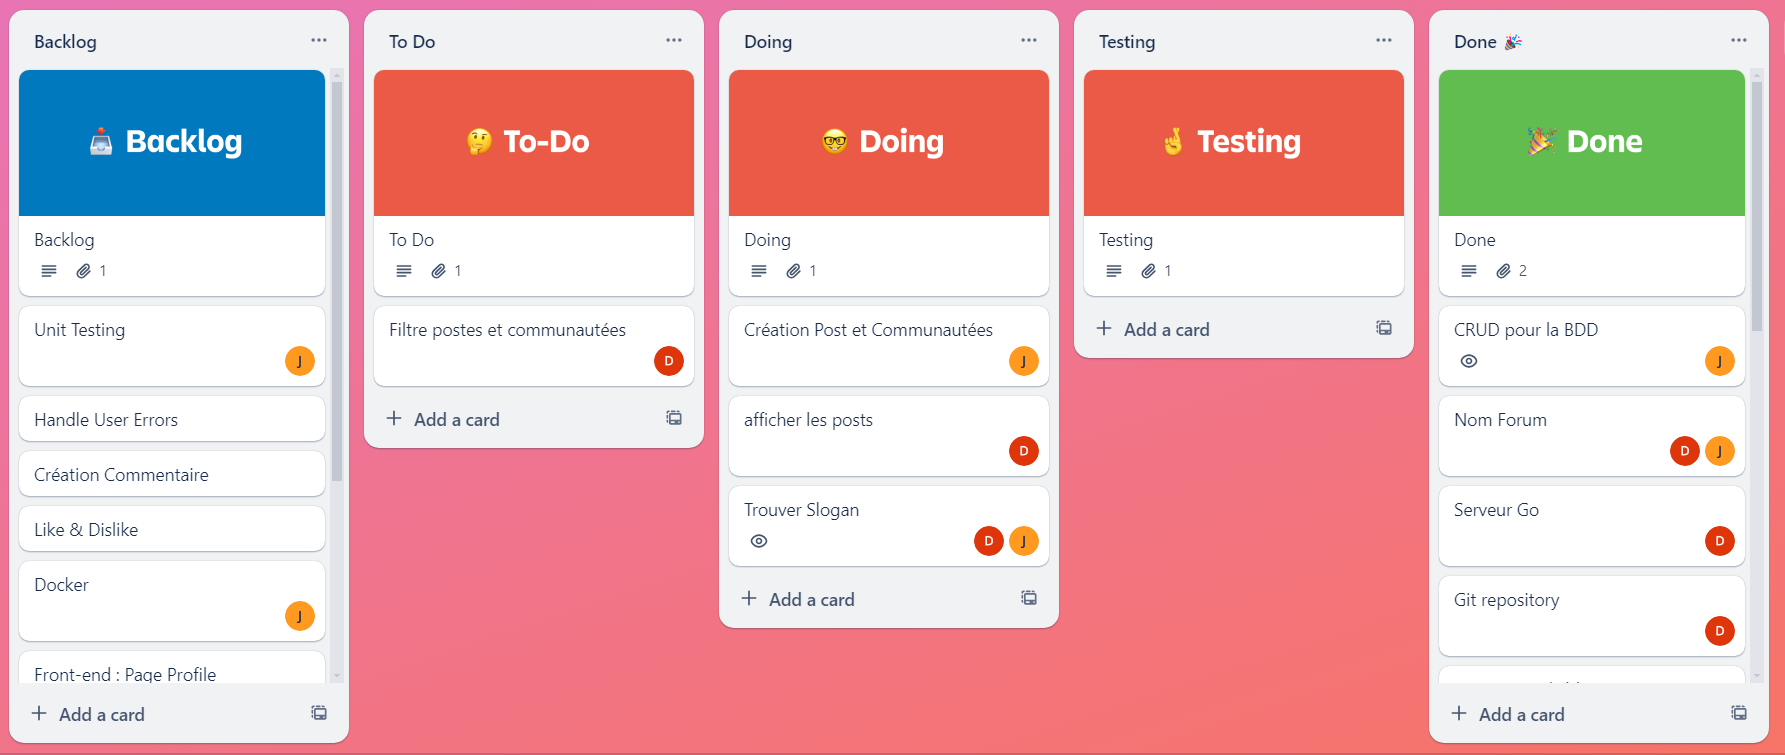 Backlog
Backlog
Backlog
1
Unit Testing
J
Handle User Errors
Création Commentaire
Like & Dislike
Docker
J
Front-end : Page Profile
+ Add a card
To Do
To-Do
To Do
1
Filtre postes et communautées
D
+ Add a card
Doing
Doing
Doing
1
Création Post et Communautées
J
afficher les posts
D
Trouver Slogan
D J
+ Add a card
Testing
Testing
Testing
1
+ Add a card
Done 🎉
Done
Done
2
CRUD pour la BDD
J
Nom Forum
D J
Serveur Go
D
Git repository
D
+ Add a card